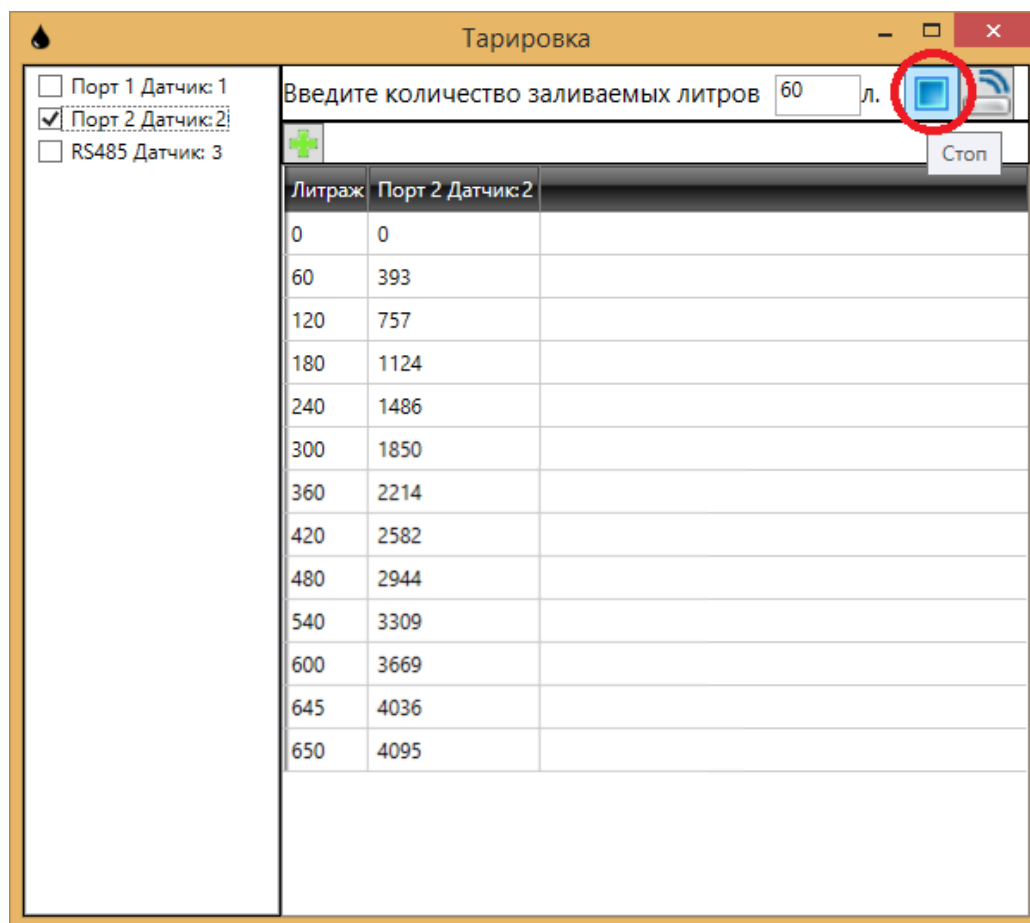 Тарировка
Порт 1 Датчик: 1
Порт 2 Датчик:2
RS485 Датчик: 3
Введите количество заливаемых литров 60 л.
Стоп
Литраж Порт 2 Датчик:2
0 0
60 393
120 757
180 1124
240 1486
300 1850
360 2214
420 2582
480 2944
540 3309
600 3669
645 4036
650 4095